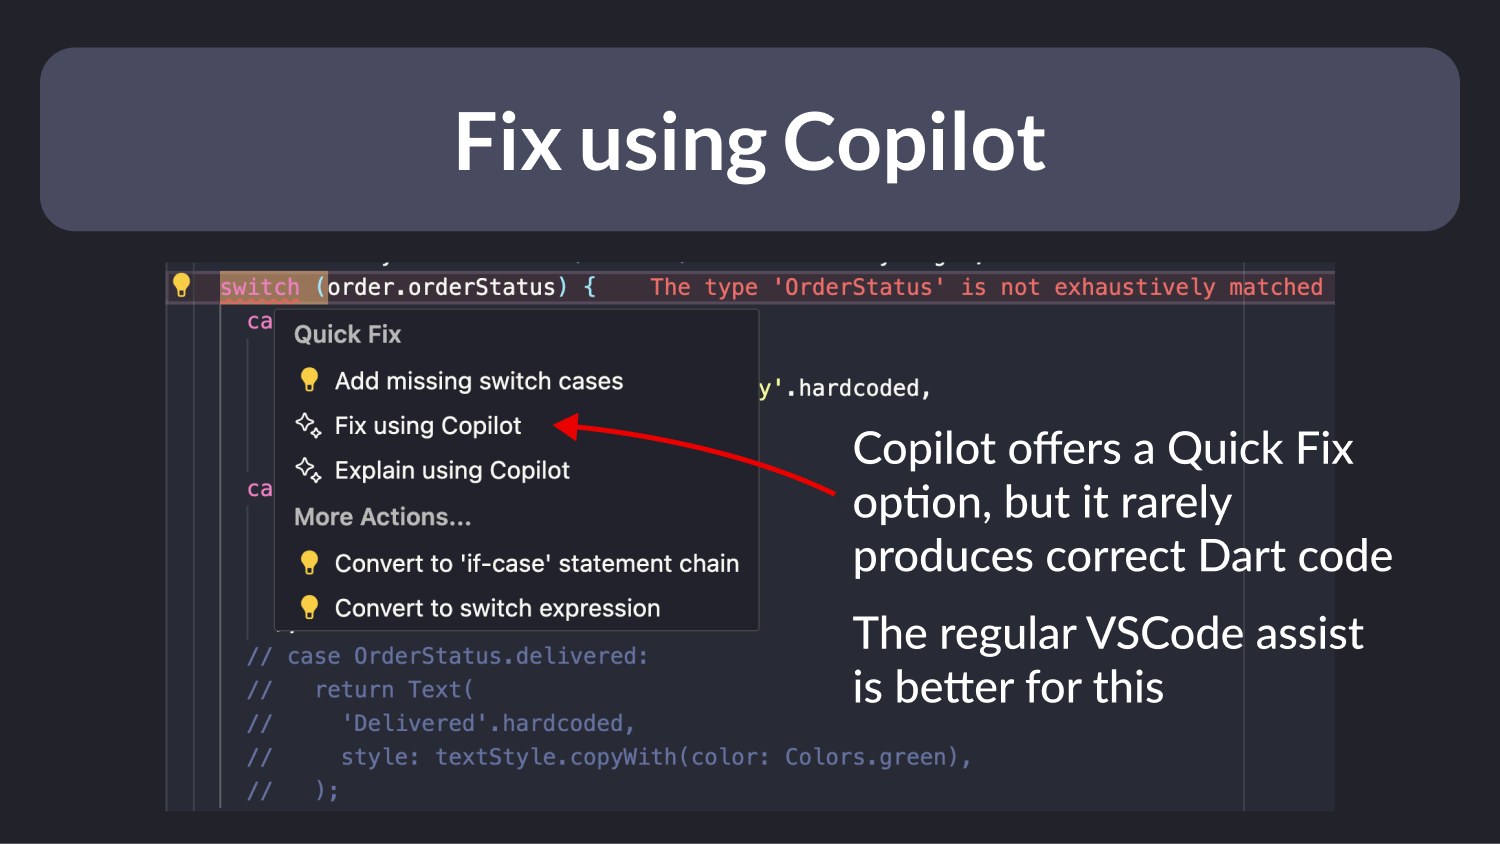 Fix using Copilot
switch (order.orderStatus) {    The type 'OrderStatus' is not exhaustively matched
ca
Quick Fix
Add missing switch cases
y'.hardcoded,
Fix using Copilot
Explain using Copilot
ca
More Actions...
Convert to 'if-case' statement chain
Convert to switch expression
Copilot offers a Quick Fix
option, but it rarely
produces correct Dart code
The regular VSCode assist
is better for this
// case OrderStatus.delivered:
//   return Text(
//     'Delivered'.hardcoded,
//     style: textStyle.copyWith(color: Colors.green),
//   );